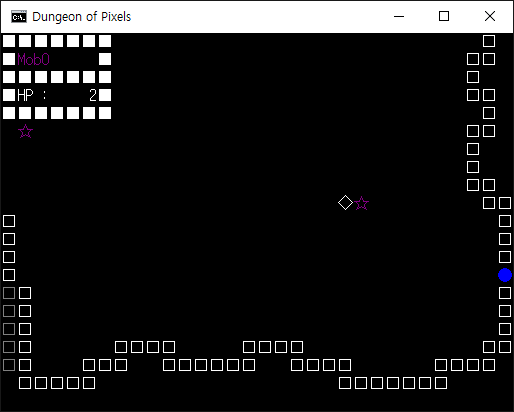 Dungeon of Pixels
Mob0
HP : 2